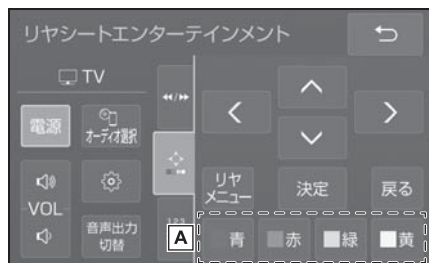 リヤシートエンターテインメント
TV
電源
オーディオ選択
VOL
音声出力
切替
123
リヤ
メニュー
決定
戻る
A
青
赤
緑
黄